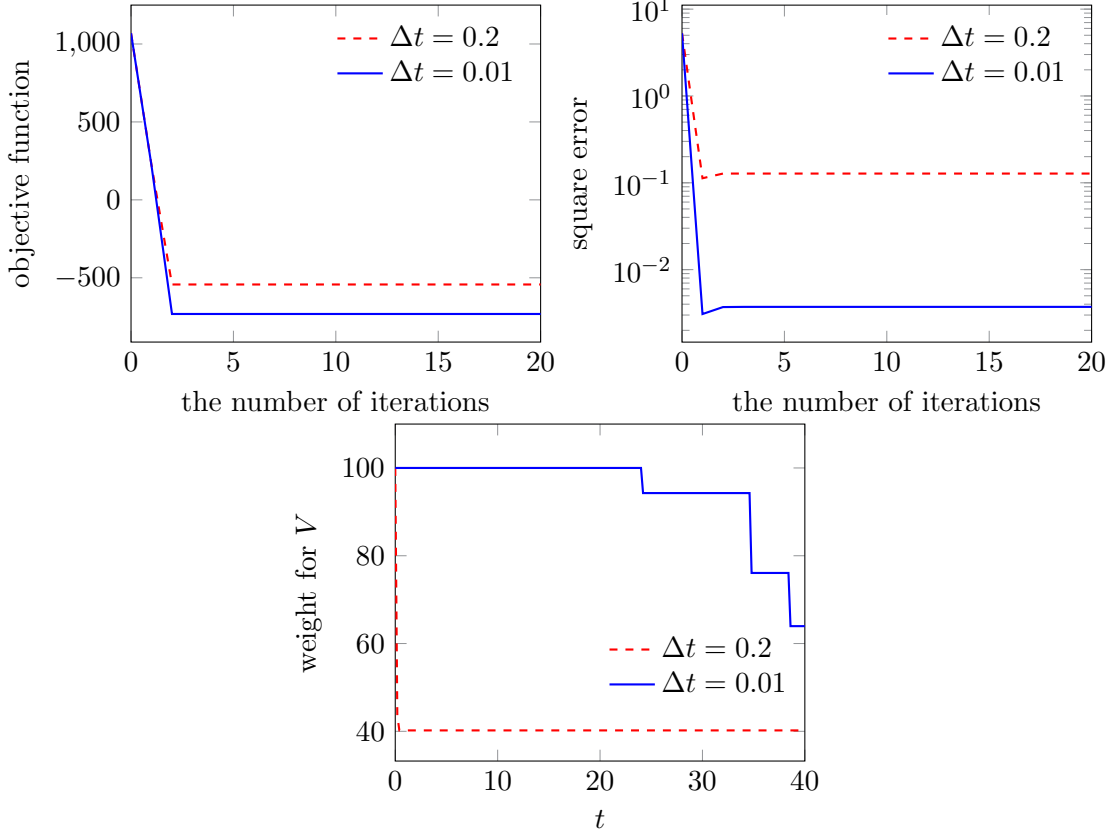 1,000
500
0
−500
0 5 10 15 20
the number of iterations
objective function
Δt = 0.2
Δt = 0.01
10^1
10^0
10^−1
10^−2
0 5 10 15 20
the number of iterations
square error
Δt = 0.2
Δt = 0.01
100
80
60
40
0 10 20 30 40
t
weight for V
Δt = 0.2
Δt = 0.01